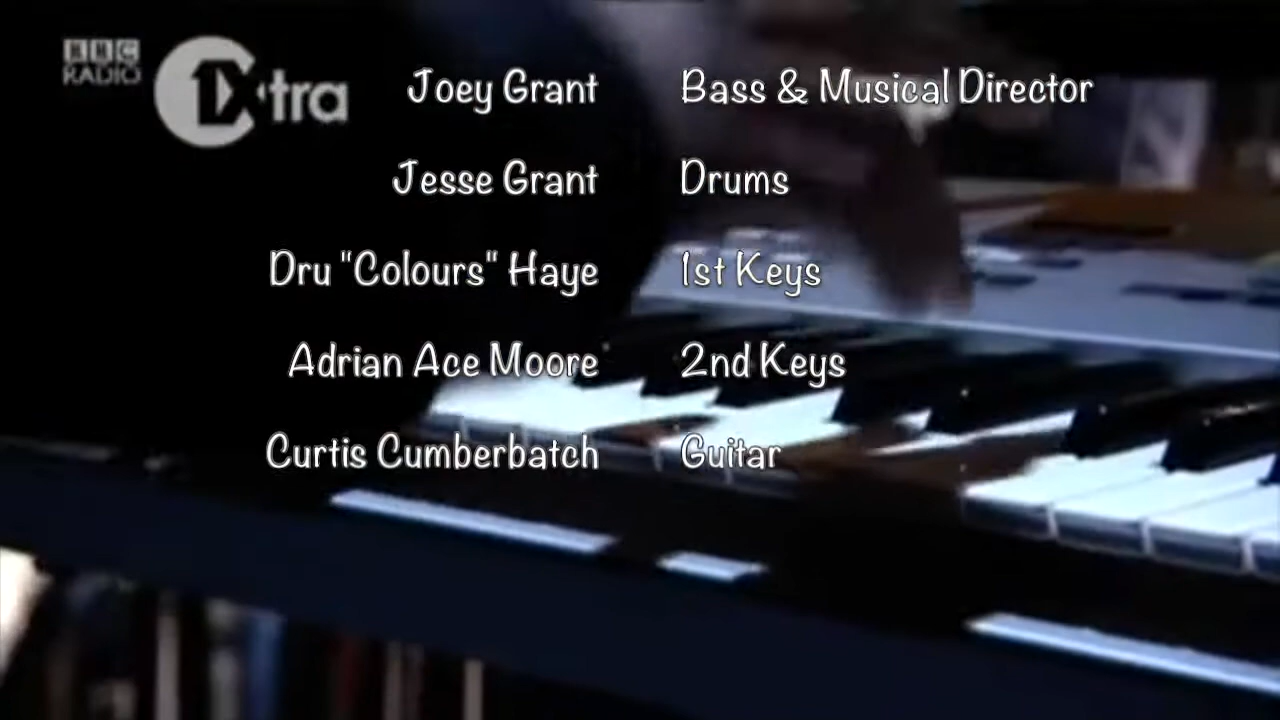 BBC
RADIO
1Xtra
Joey Grant Bass & Musical Director
Jesse Grant Drums
Dru "Colours" Haye 1st Keys
Adrian Ace Moore 2nd Keys
Curtis Cumberbatch Guitar